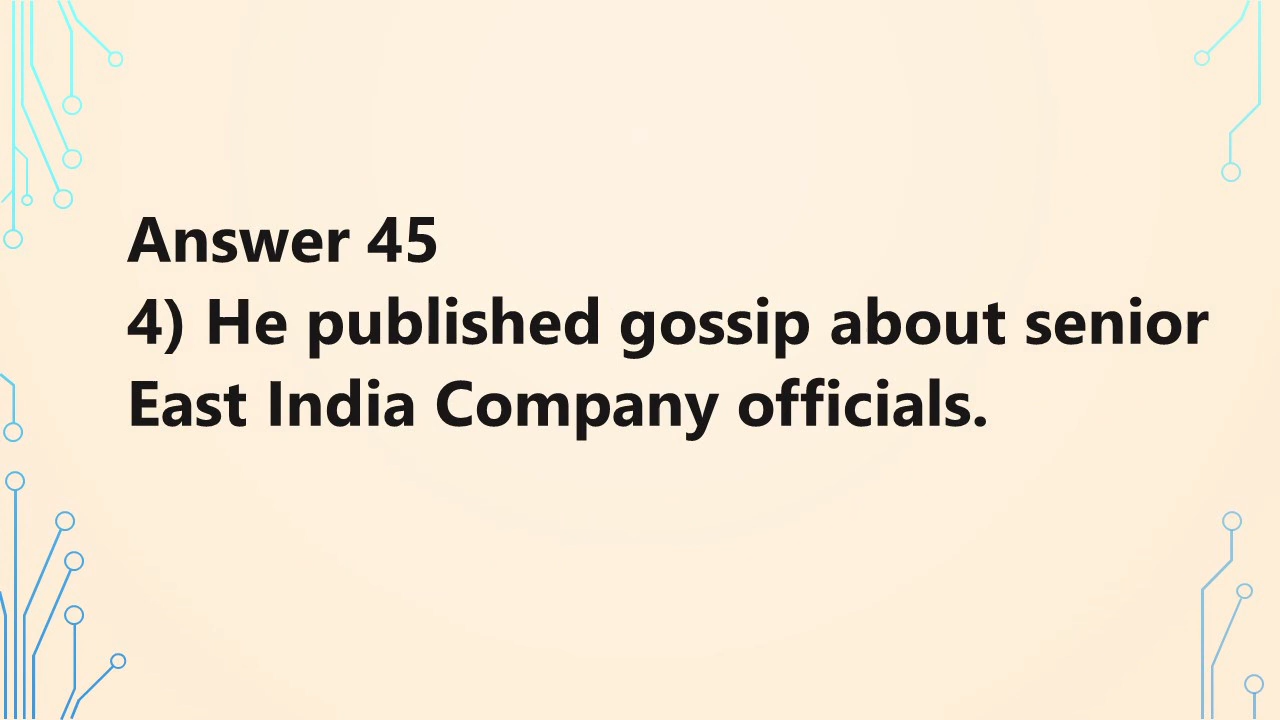 Answer 45
4) He published gossip about senior
East India Company officials.